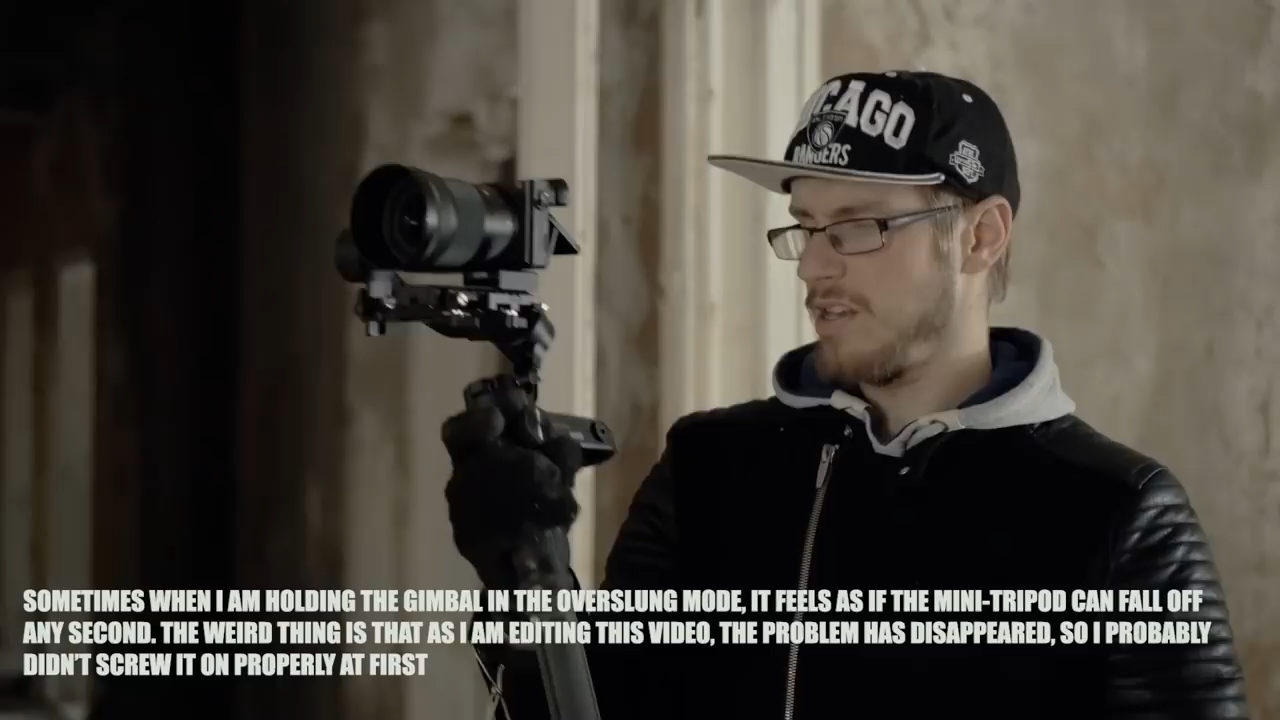 CAGO
RANGERS
SOMETIMES WHEN I AM HOLDING THE GIMBAL IN THE OVERSLUNG MODE, IT FEELS AS IF THE MINI-TRIPOD CAN FALL OFF
ANY SECOND. THE WEIRD THING IS THAT AS I AM EDITING THIS VIDEO, THE PROBLEM HAS DISAPPEARED, SO I PROBABLY
DIDN'T SCREW IT ON PROPERLY AT FIRST